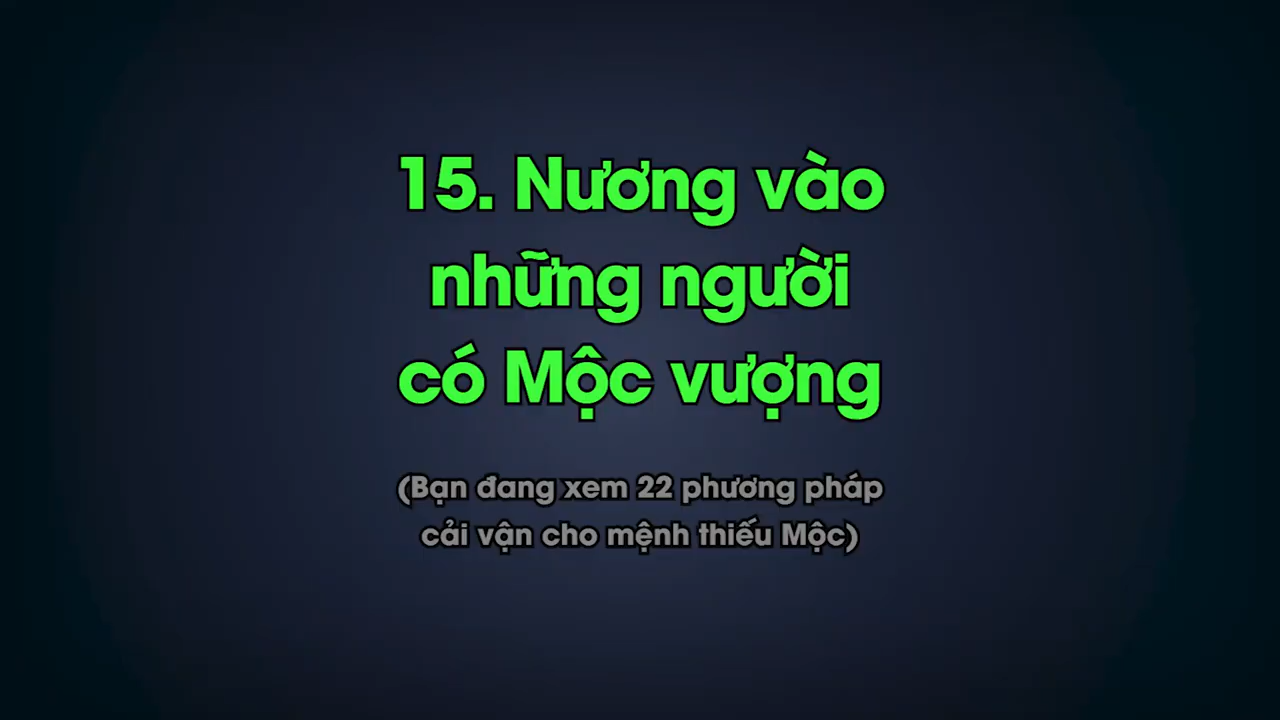 15. Nương vào
những người
có Mộc vượng
(Bạn đang xem 22 phương pháp
cải vận cho mệnh thiếu Mộc)